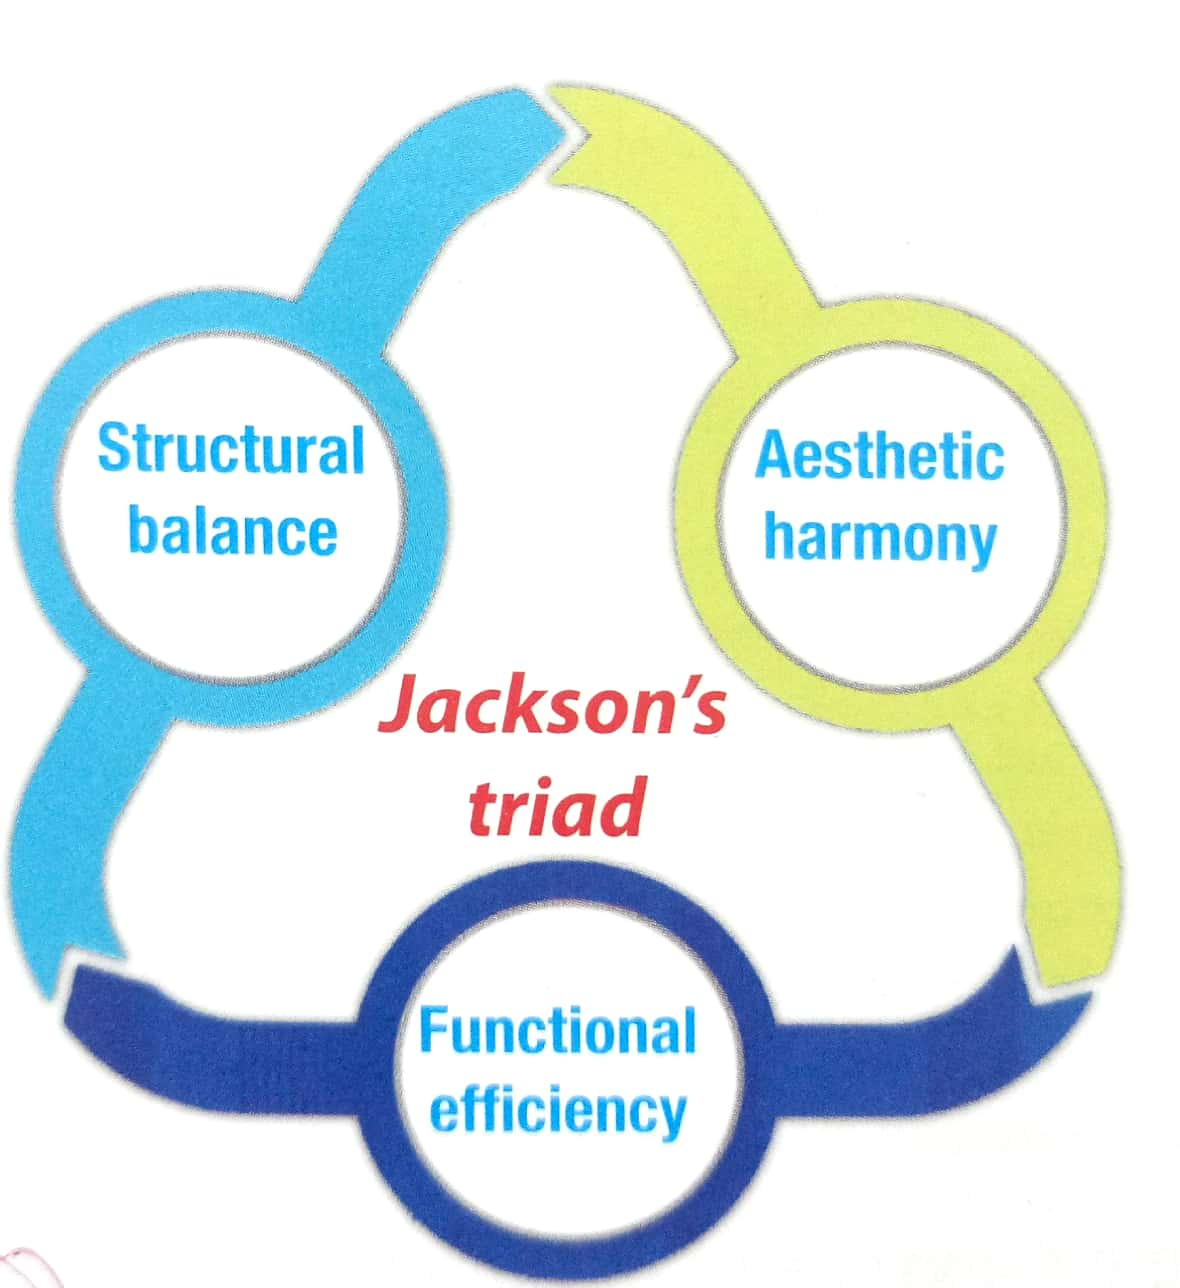 Structural
balance
Aesthetic
harmony
Jackson's
triad
Functional
efficiency